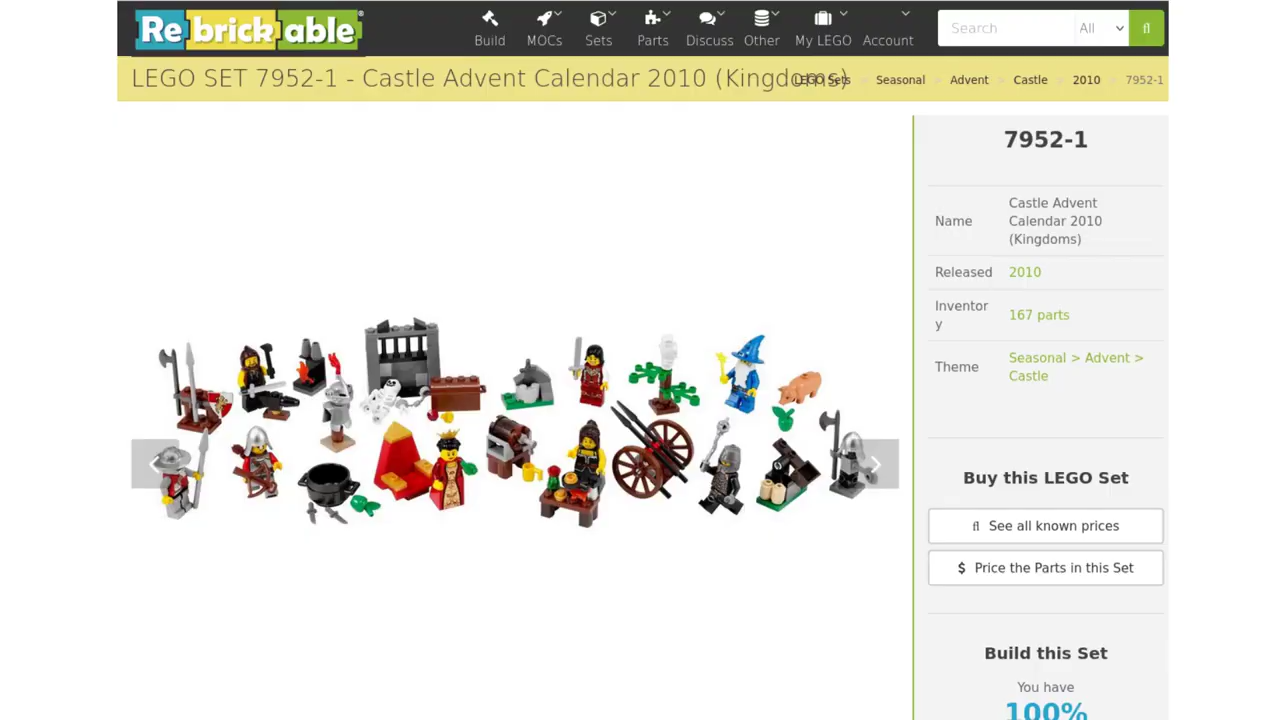 Rebrickable®
Build
MOCs
Sets
Parts
Discuss
Other
My LEGO
Account
Search
All
LEGO SET 7952-1 - Castle Advent Calendar 2010 (Kingdoms)
LEGO Sets
Seasonal
Advent
Castle
2010
7952-1
7952-1
Name
Castle Advent
Calendar 2010
(Kingdoms)
Released
2010
Inventor
y
167 parts
Theme
Seasonal > Advent >
Castle
Buy this LEGO Set
See all known prices
$ Price the Parts in this Set
Build this Set
You have
100%